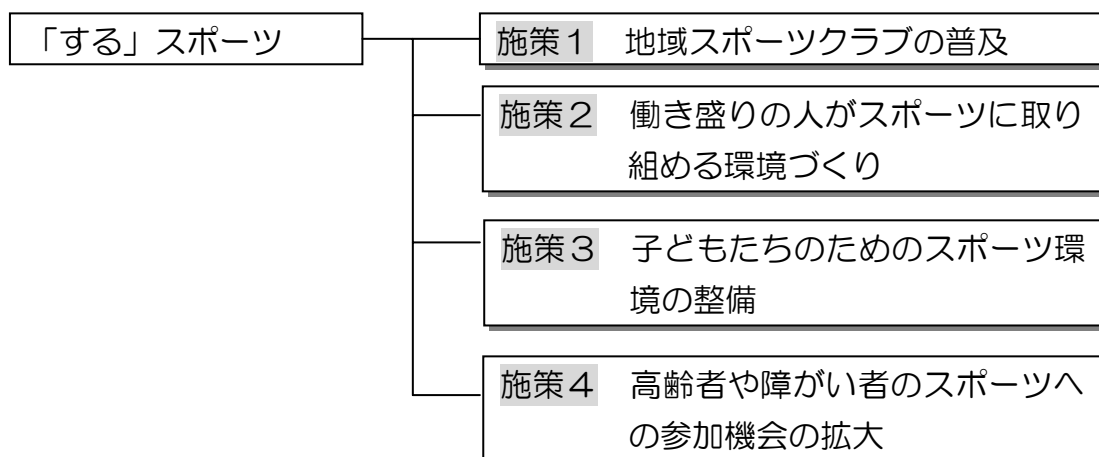 「する」スポーツ
施策１　地域スポーツクラブの普及
施策２　働き盛りの人がスポーツに取り
組める環境づくり
施策３　子どもたちのためのスポーツ環
境の整備
施策４　高齢者や障がい者のスポーツへ
の参加機会の拡大